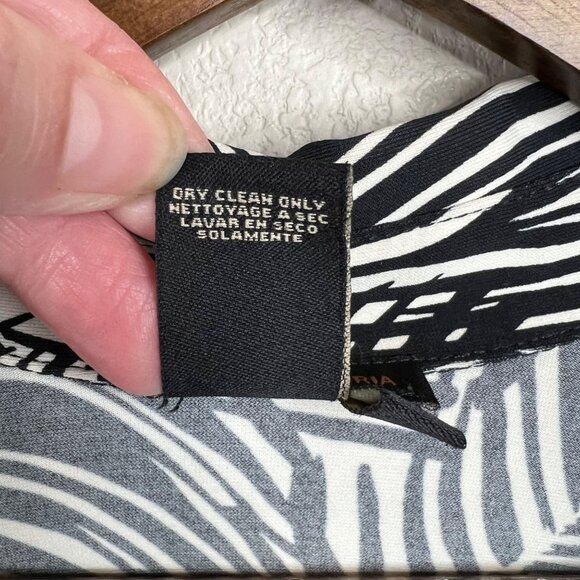 DRY CLEAN ONLY
NETTOYAGE A SEC
LAVAR EN SECO
SOLAMENTE